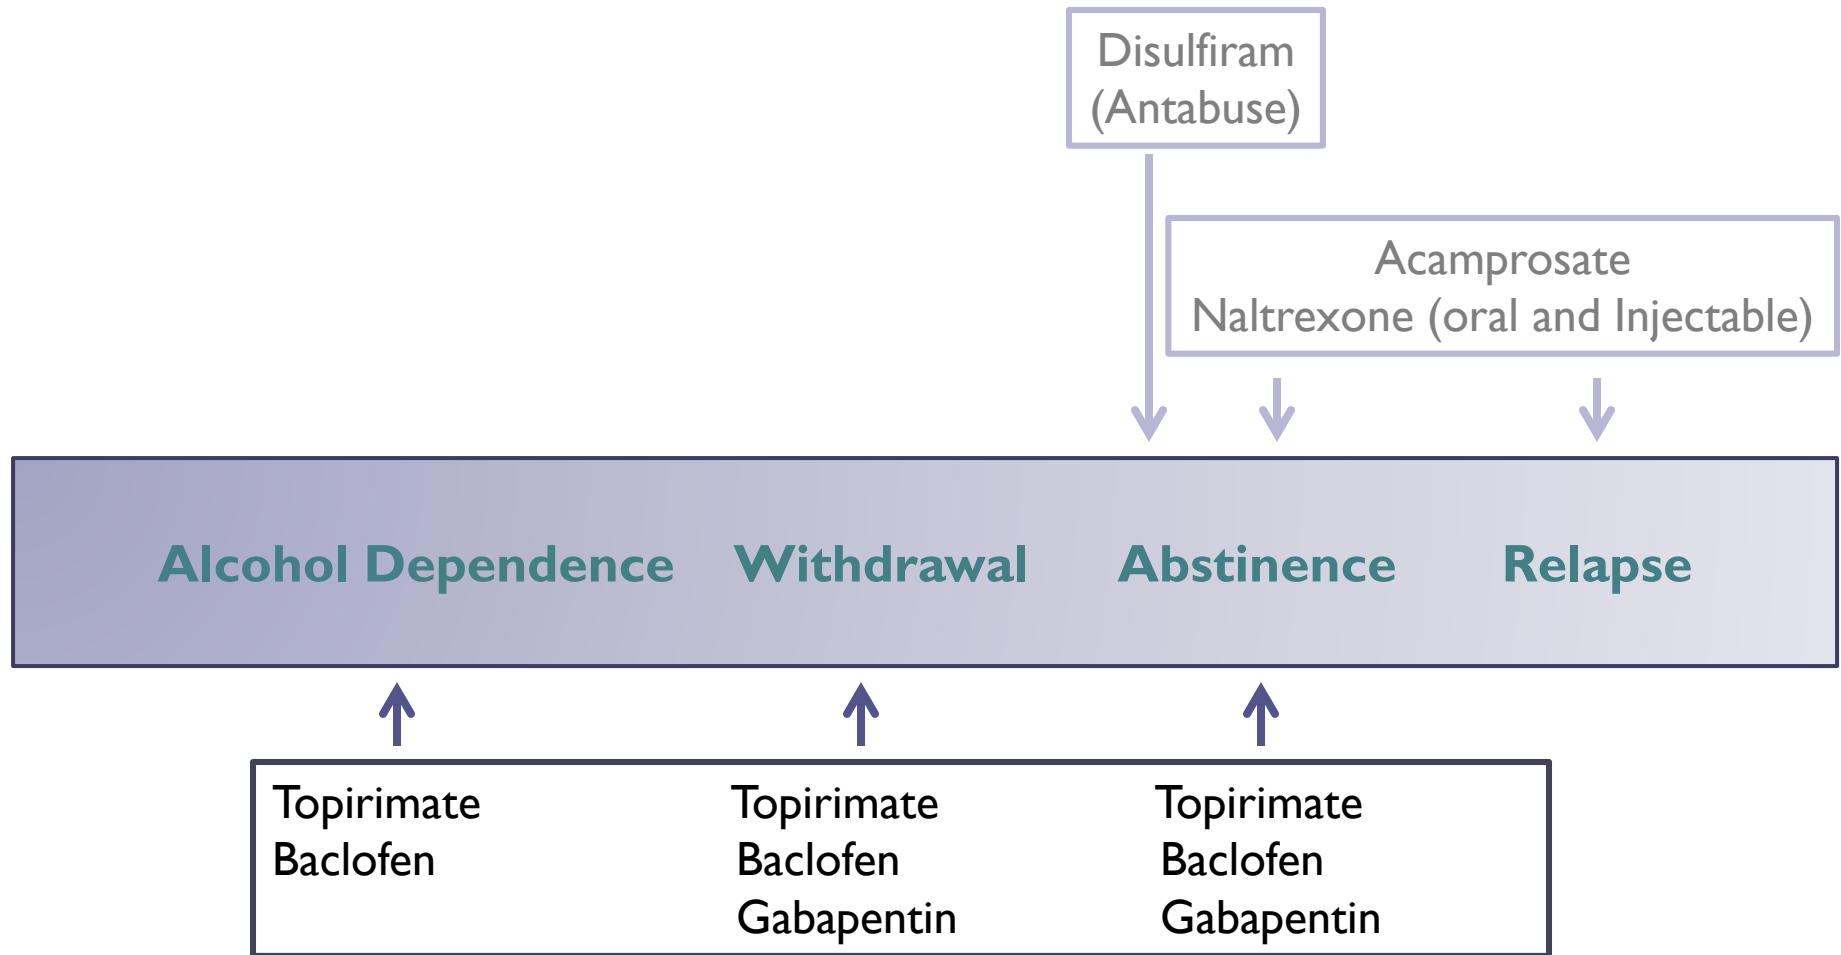 Disulfiram
(Antabuse)
Acamprosate
Naltrexone (oral and Injectable)
Alcohol Dependence Withdrawal Abstinence Relapse
Topirimate Topirimate Topirimate
Baclofen Baclofen Baclofen
Gabapentin Gabapentin